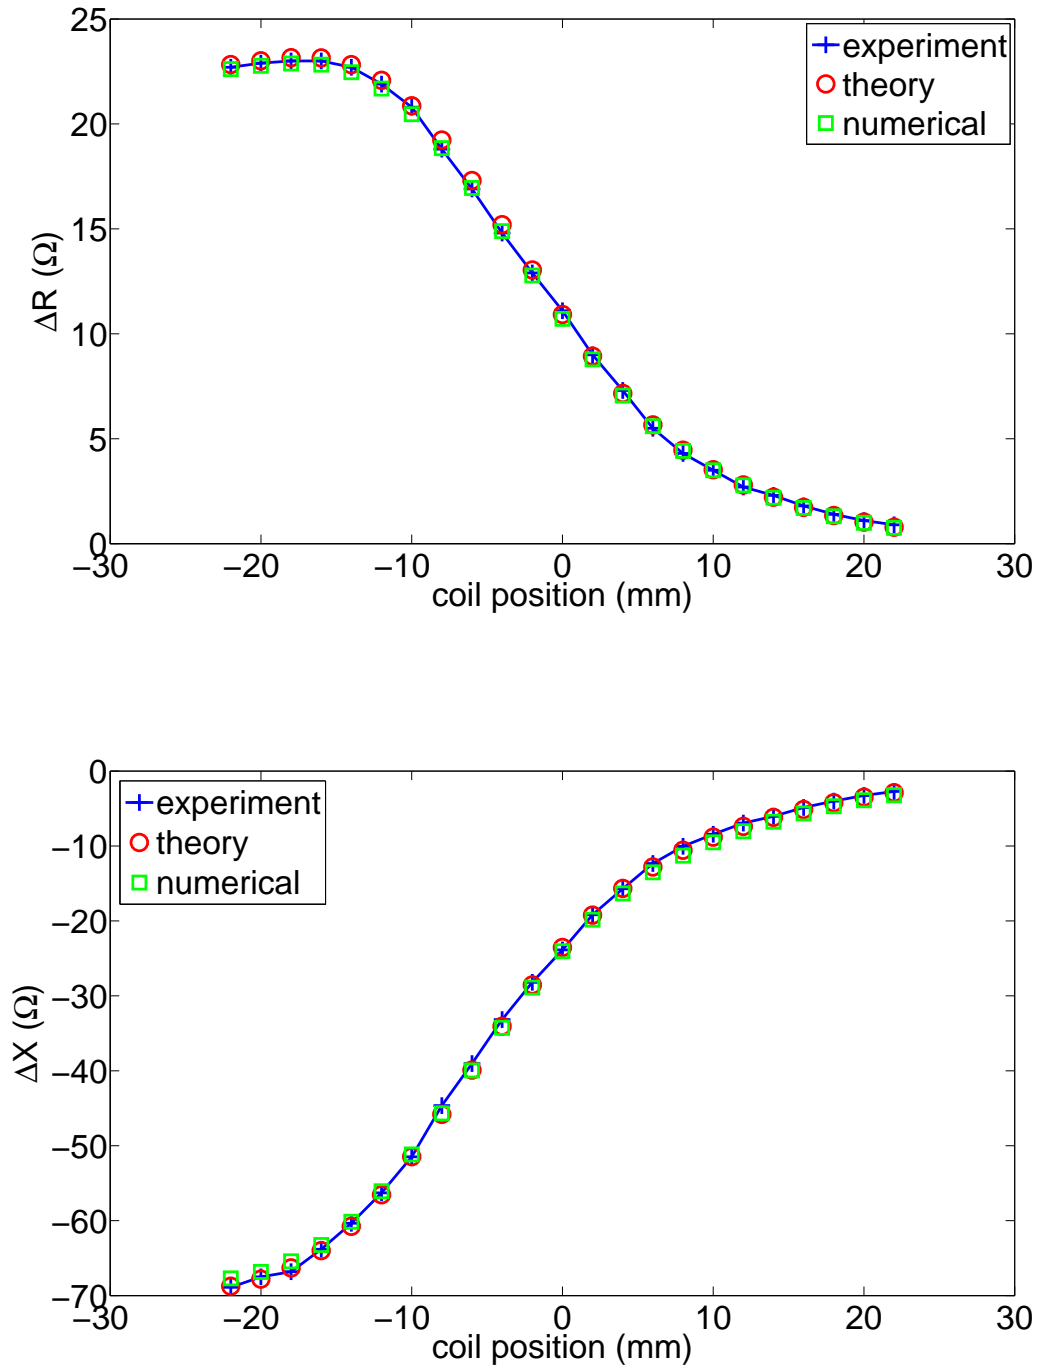 25
20
15
10
5
0
ΔR (Ω)
experiment
theory
numerical
−30 −20 −10 0 10 20 30
coil position (mm)
0
−10
−20
−30
−40
−50
−60
−70
ΔX (Ω)
experiment
theory
numerical
−30 −20 −10 0 10 20 30
coil position (mm)